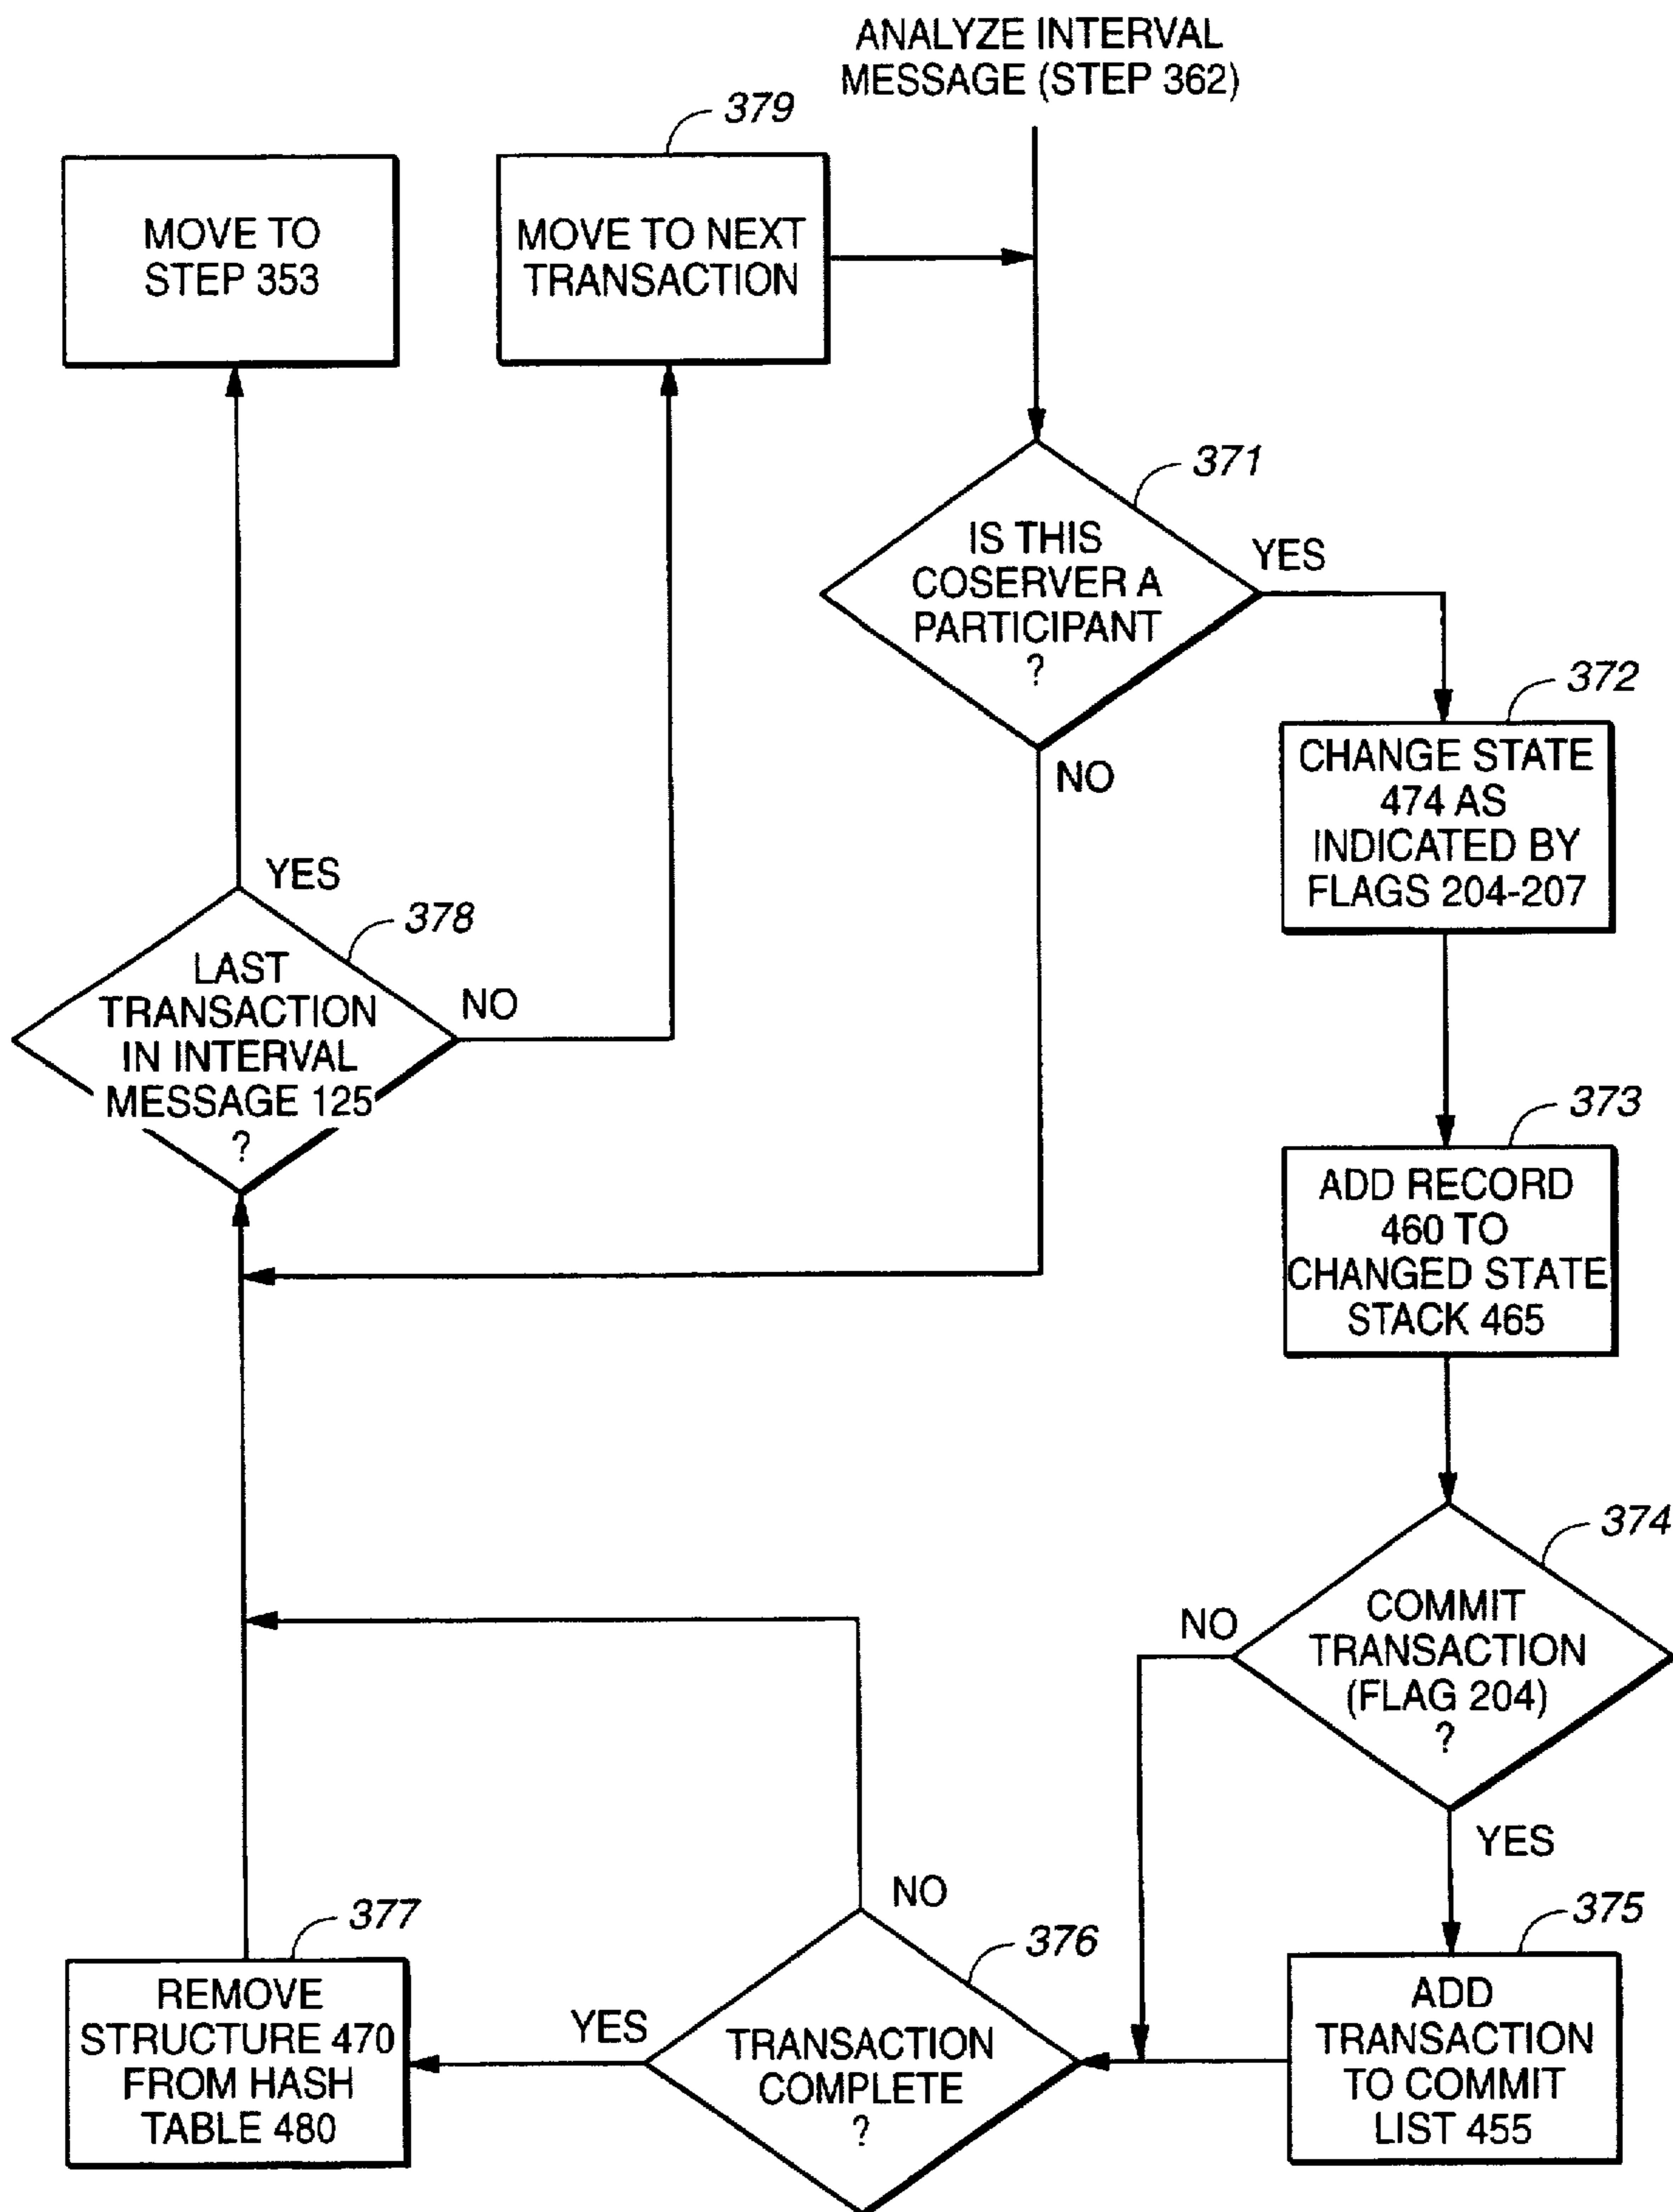 ANALYZE INTERVAL
MESSAGE (STEP 362)
379
MOVE TO
STEP 353
MOVE TO NEXT
TRANSACTION
371
IS THIS
COSERVER A
PARTICIPANT
?
YES
NO
372
CHANGE STATE
474 AS
INDICATED BY
FLAGS 204-207
YES
378
LAST
TRANSACTION
IN INTERVAL
MESSAGE 125
?
NO
373
ADD RECORD
460 TO
CHANGED STATE
STACK 465
374
COMMIT
TRANSACTION
(FLAG 204)
?
NO
YES
375
ADD
TRANSACTION
TO COMMIT
LIST 455
376
TRANSACTION
COMPLETE
?
NO
YES
377
REMOVE
STRUCTURE 470
FROM HASH
TABLE 480